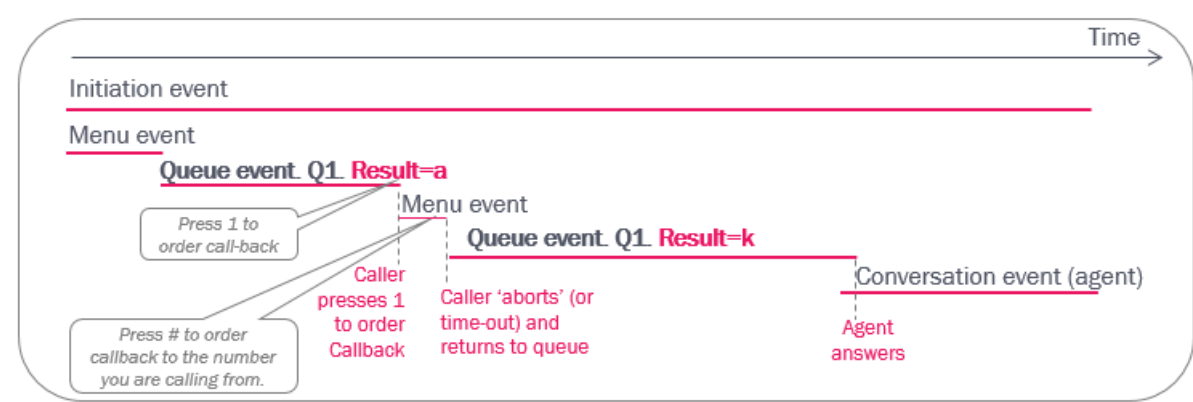 Time
Initiation event
Menu event
Queue event. Q1. Result=a
Menu event
Press 1 to
order call-back
Queue event. Q1. Result=k
Caller
presses 1
to order
Callback
Caller ‘aborts’ (or
time-out) and
returns to queue
Conversation event (agent)
Agent
answers
Press # to order
callback to the number
you are calling from.